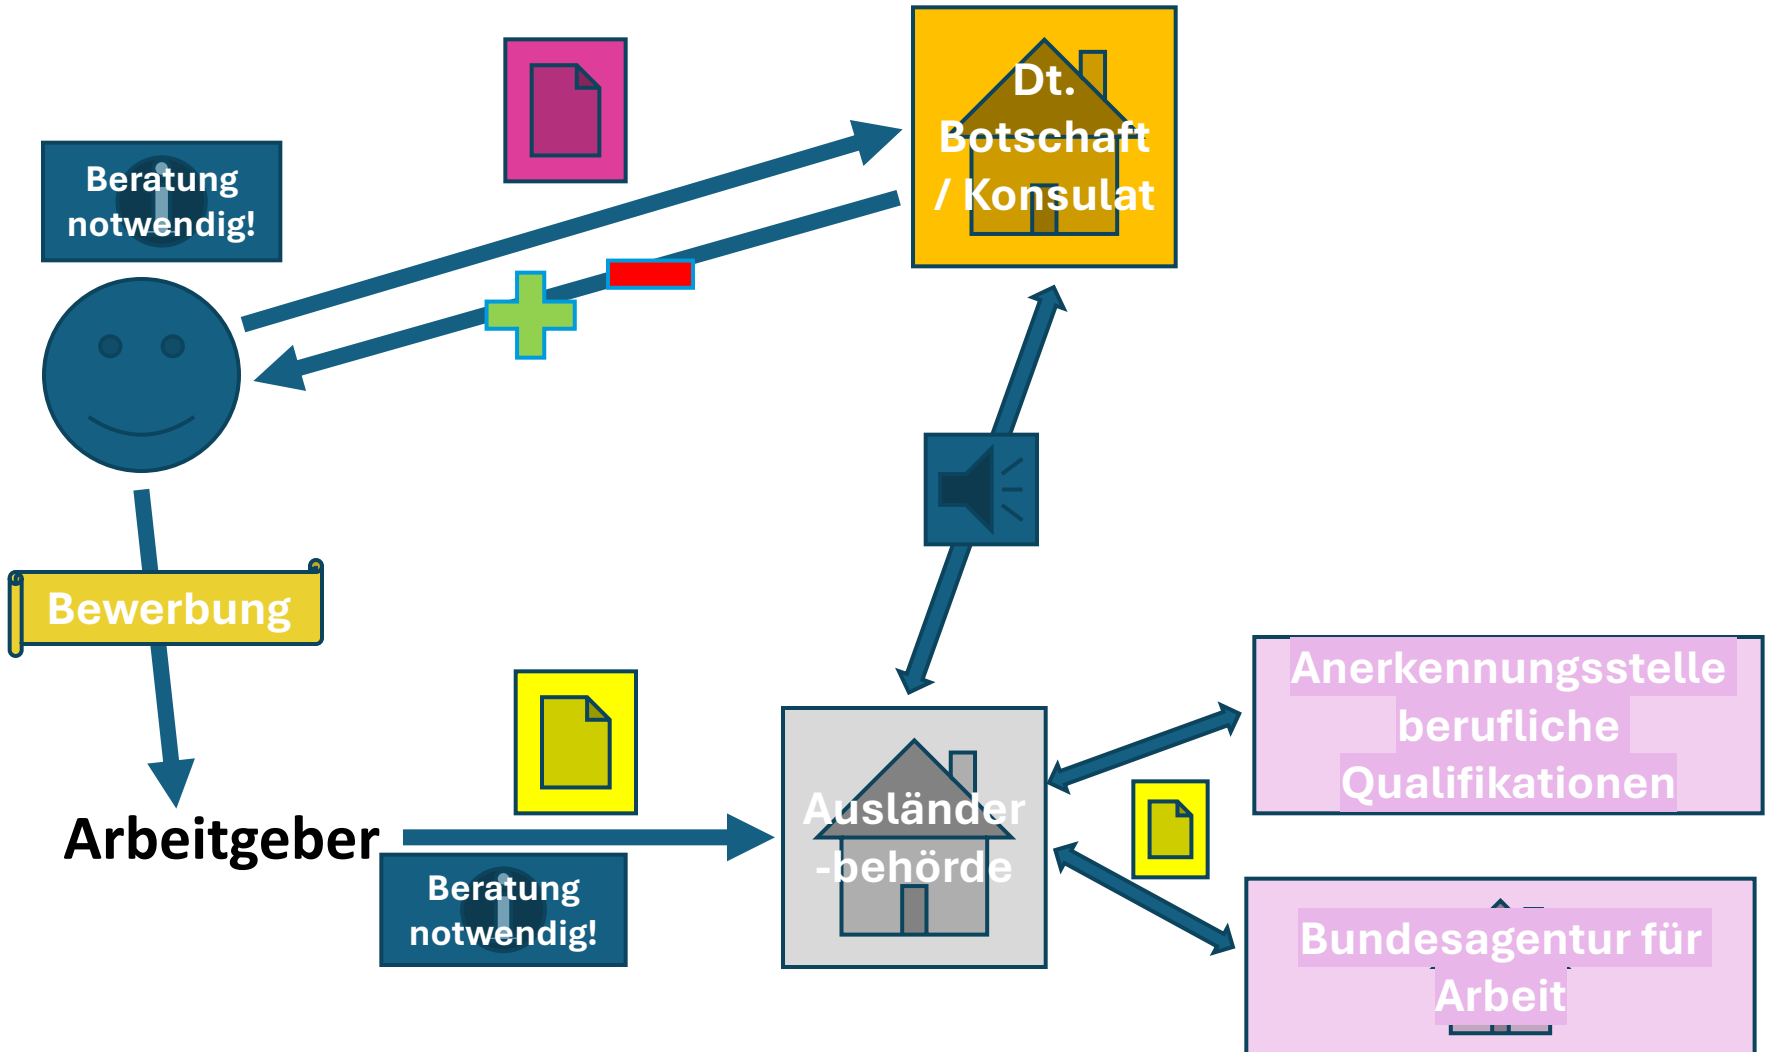 Dt.
Botschaft
/ Konsulat
Beratung
notwendig!
Bewerbung
Arbeitgeber
Beratung
notwendig!
Ausländer
-behörde
Anerkennungsstelle
berufliche
Qualifikationen
Bundesagentur für
Arbeit